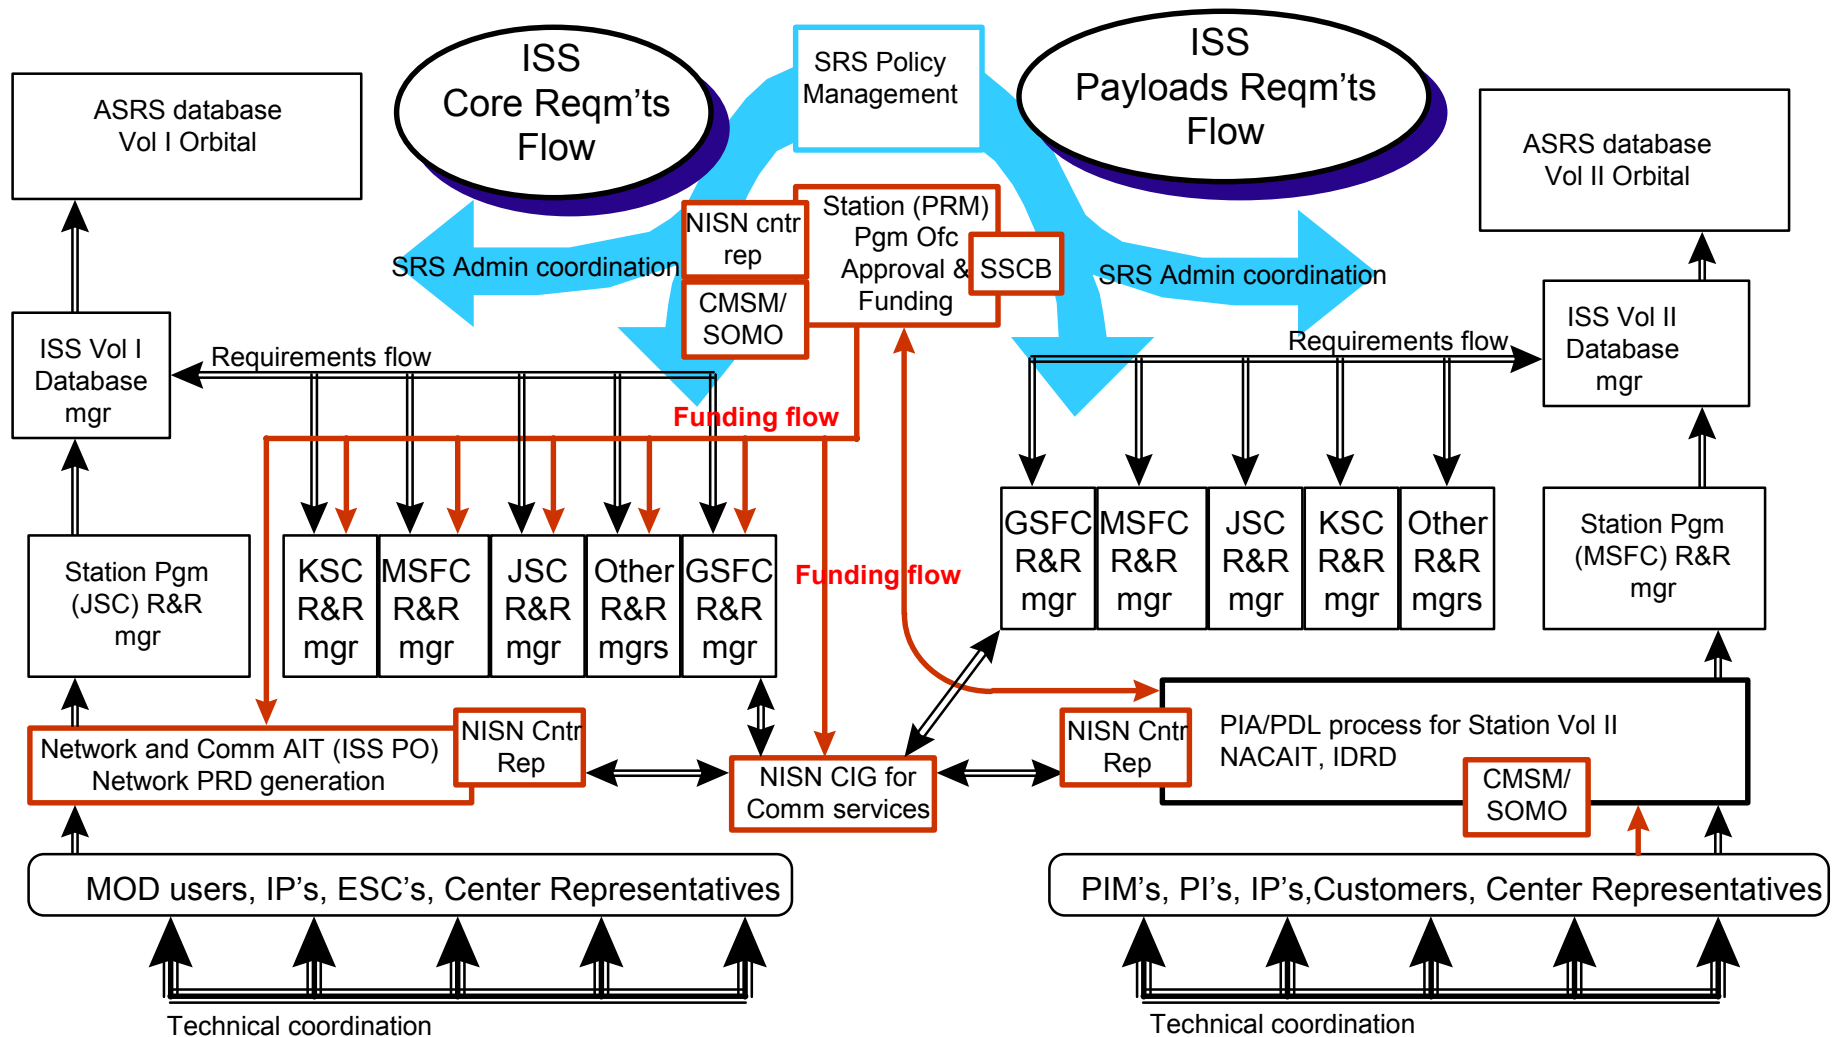 ISS
Core Reqm'ts
Flow
SRS Policy
Management
ISS
Payloads Reqm'ts
Flow
ASRS database
Vol I Orbital
ASRS database
Vol II Orbital
NISN cntr
rep
Station (PRM)
Pgm Ofc
Approval &
Funding
SSCB
CMSM/
SOMO
SRS Admin coordination
SRS Admin coordination
ISS Vol I
Database
mgr
Requirements flow
Requirements flow
ISS Vol II
Database
mgr
Funding flow
Station Pgm
(JSC) R&R
mgr
KSC
R&R
mgr
MSFC
R&R
mgr
JSC
R&R
mgr
Other
R&R
mgrs
GSFC
R&R
mgr
Funding flow
GSFC
R&R
mgr
MSFC
R&R
mgr
JSC
R&R
mgr
KSC
R&R
mgr
Other
R&R
mgrs
Station Pgm
(MSFC) R&R
mgr
Network and Comm AIT (ISS PO)
Network PRD generation
NISN Cntr
Rep
NISN CIG for
Comm services
NISN Cntr
Rep
PIA/PDL process for Station Vol II
NACAIT, IDRD
CMSM/
SOMO
MOD users, IP's, ESC's, Center Representatives
PIM's, PI's, IP's,Customers, Center Representatives
Technical coordination
Technical coordination